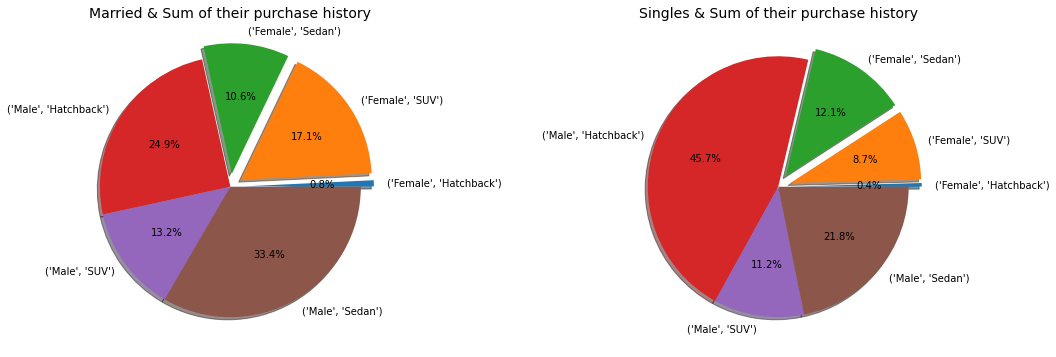 Married & Sum of their purchase history
('Female', 'Sedan')
('Female', 'SUV')
('Male', 'Hatchback')
10.6%
17.1%
24.9%
0.8%
('Female', 'Hatchback')
13.2%
33.4%
('Male', 'SUV')
('Male', 'Sedan')
Singles & Sum of their purchase history
('Female', 'Sedan')
12.1%
('Male', 'Hatchback')
('Female', 'SUV')
45.7%
8.7%
0.4%
('Female', 'Hatchback')
21.8%
11.2%
('Male', 'Sedan')
('Male', 'SUV')